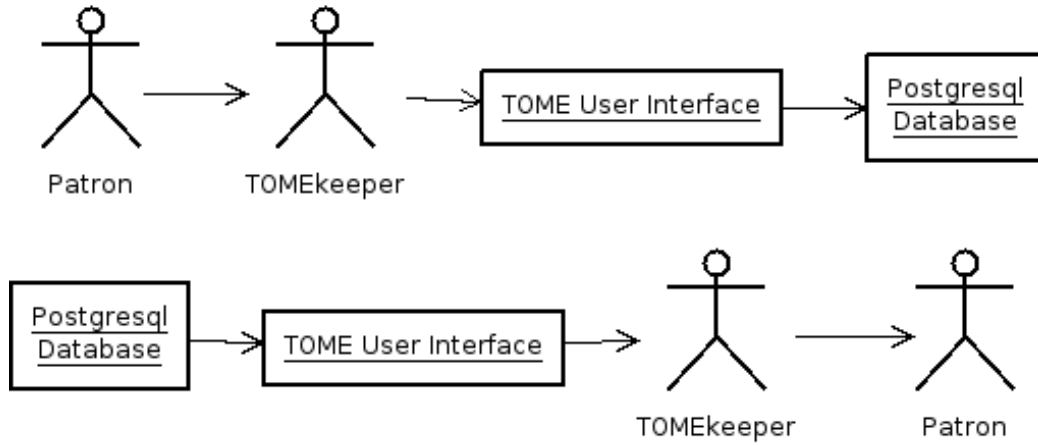 TOME User Interface
Postgresql
Database
Patron
TOMEkeeper
Postgresql
Database
TOME User Interface
TOMEkeeper
Patron